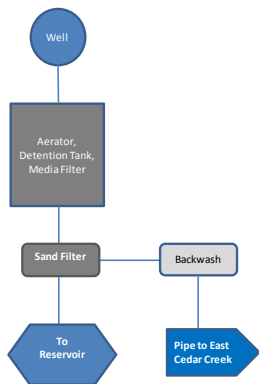 Well
Aerator,
Detention Tank,
Media Filter
Sand Filter
Backwash
To
Reservoir
Pipe to East
Cedar Creek